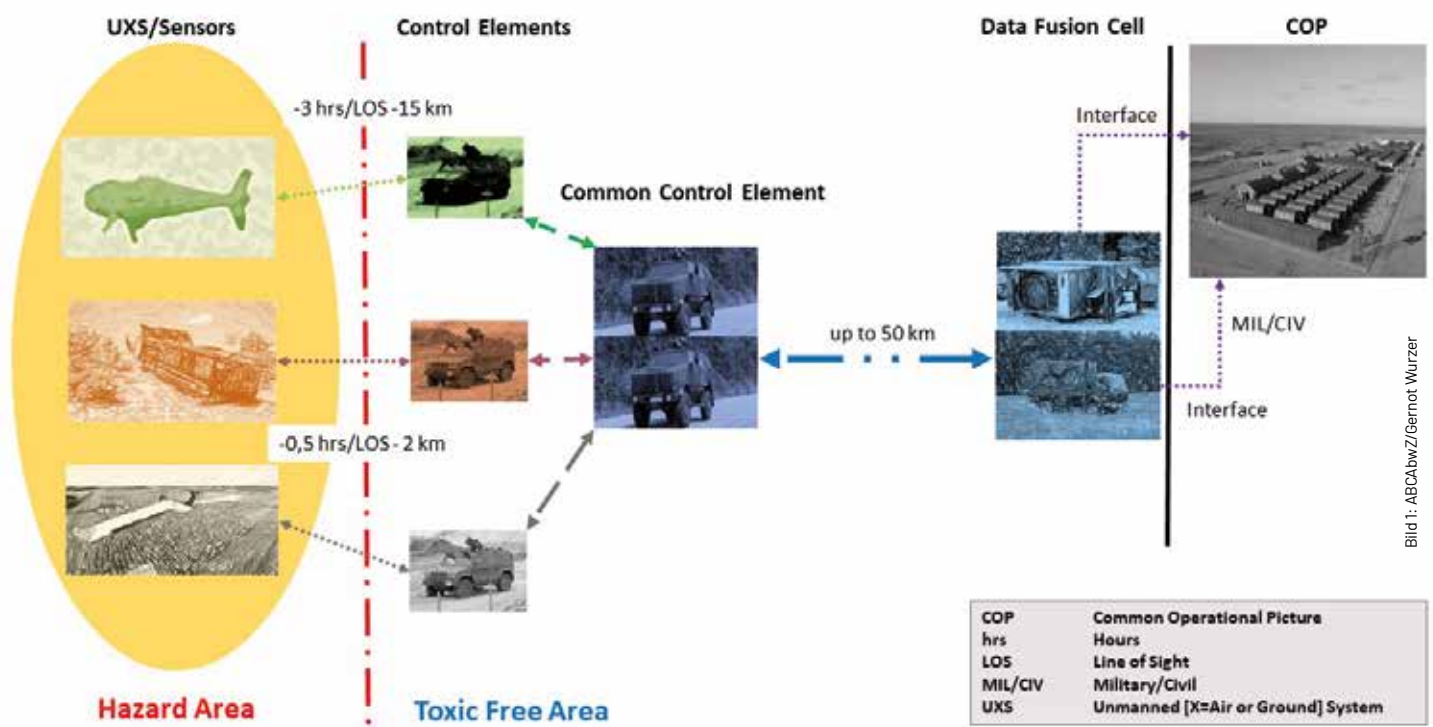 UXS/Sensors
Control Elements
Data Fusion Cell
COP
-3 hrs/LOS -15 km
Interface
Common Control Element
up to 50 km
MIL/CIV
Interface
-0,5 hrs/LOS - 2 km
Hazard Area
Toxic Free Area
COP Common Operational Picture
hrs Hours
LOS Line of Sight
MIL/CIV Military/Civil
UXS Unmanned [X=Air or Ground] System
Bild 1: ABCAbwZ/Gernot Wurzer